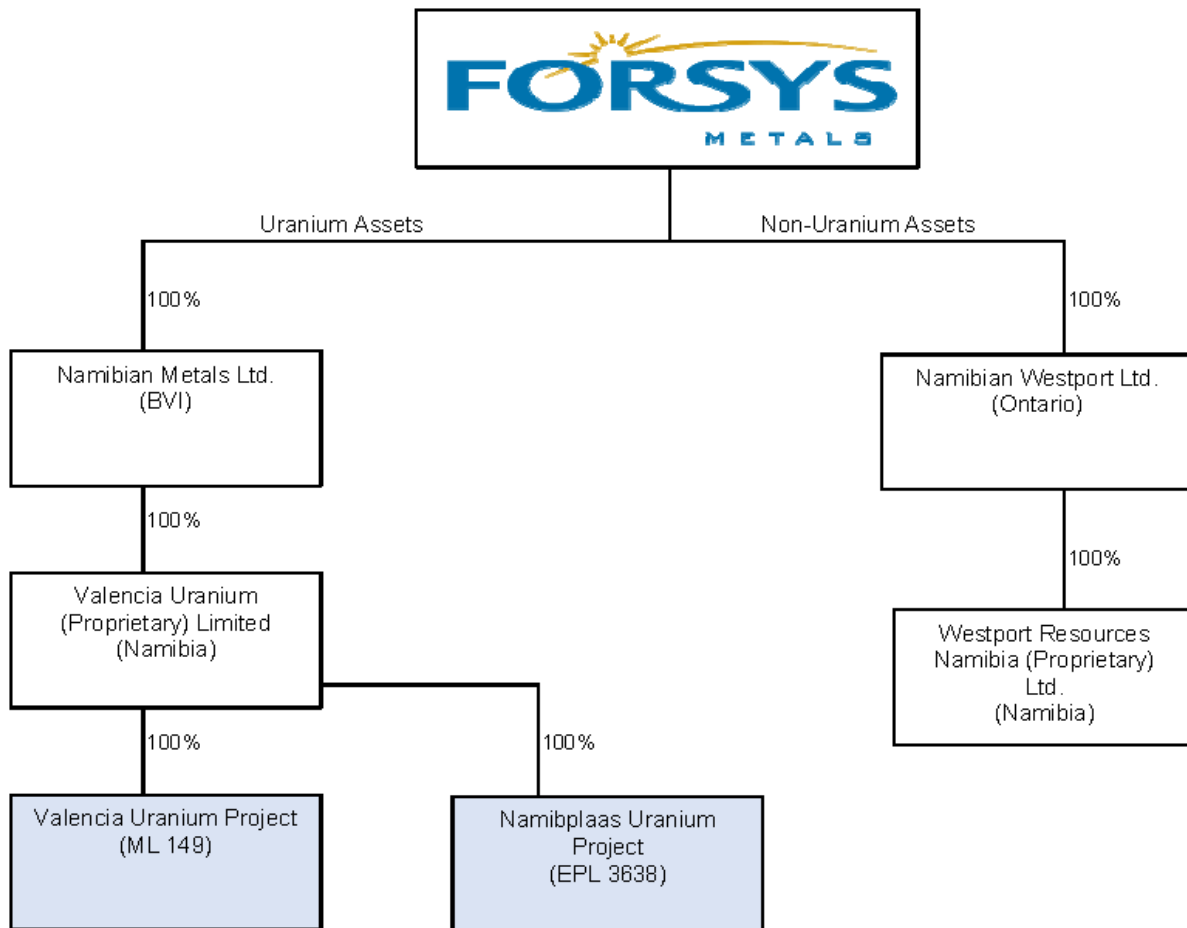 FORSYS
METALS
Uranium Assets
Non-Uranium Assets
100%
100%
Namibian Metals Ltd.
(BVI)
Namibian Westport Ltd.
(Ontario)
100%
100%
Valencia Uranium
(Proprietary) Limited
(Namibia)
Westport Resources
Namibia (Proprietary)
Ltd.
(Namibia)
100%
100%
Valencia Uranium Project
(ML 149)
Namibplaas Uranium
Project
(EPL 3638)